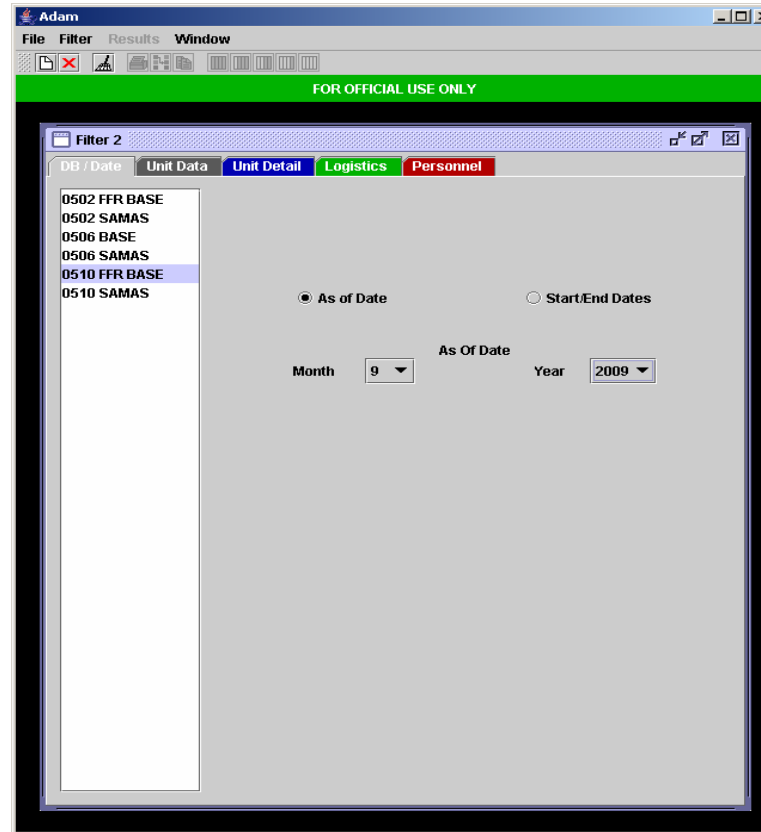 Adam
File Filter Results Window
FOR OFFICIAL USE ONLY
Filter 2
DB / Date Unit Data Unit Detail Logistics Personnel
0502 FFR BASE
0502 SAMAS
0506 BASE
0506 SAMAS
0510 FFR BASE
0510 SAMAS
As of Date Start/End Dates
As Of Date
Month 9 Year 2009